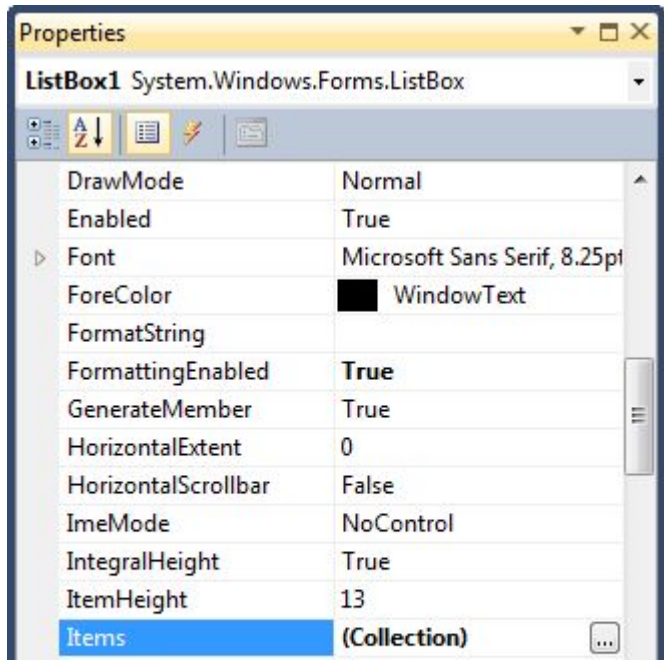 Properties
ListBox1 System.Windows.Forms.ListBox
A
Z
DrawMode Normal
Enabled True
Font Microsoft Sans Serif, 8.25pt
ForeColor WindowText
FormatString
FormattingEnabled True
GenerateMember True
HorizontalExtent 0
HorizontalScrollbar False
ImeMode NoControl
IntegralHeight True
ItemHeight 13
Items (Collection) ...